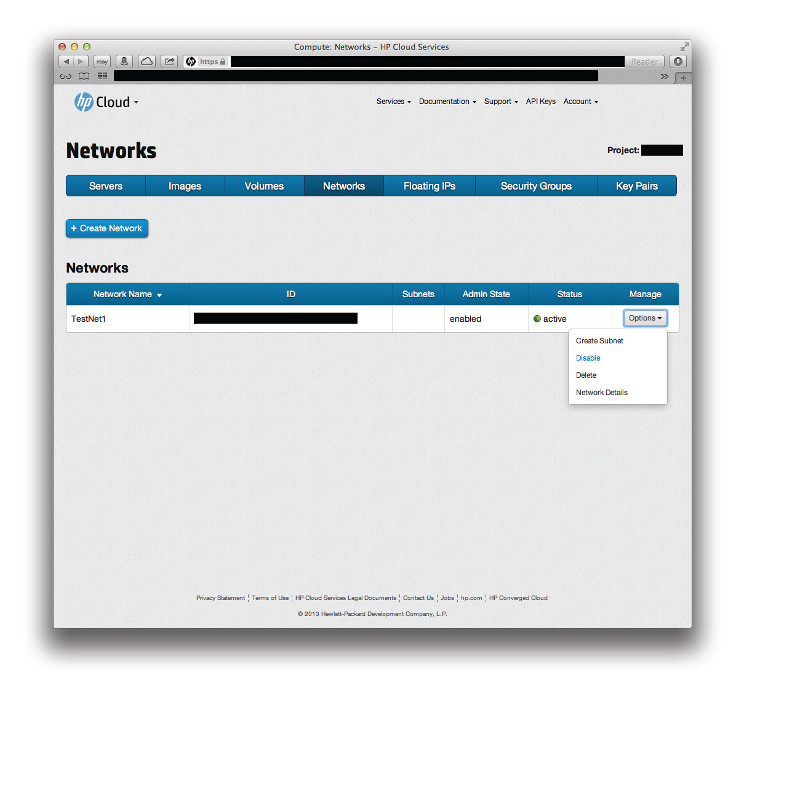 Compute: Networks – HP Cloud Services
ebay https Reader
hp Cloud Services Documentation Support API Keys Account
Networks Project:
Servers Images Volumes Networks Floating IPs Security Groups Key Pairs
+ Create Network
Networks
Network Name ID Subnets Admin State Status Manage
TestNet1 enabled active Options
Create Subnet
Disable
Delete
Network Details
Privacy Statement ¦ Terms of Use ¦ HP Cloud Services Legal Documents ¦ Contact Us ¦ Jobs ¦ hp.com ¦ HP Converged Cloud
© 2013 Hewlett-Packard Development Company, L.P.